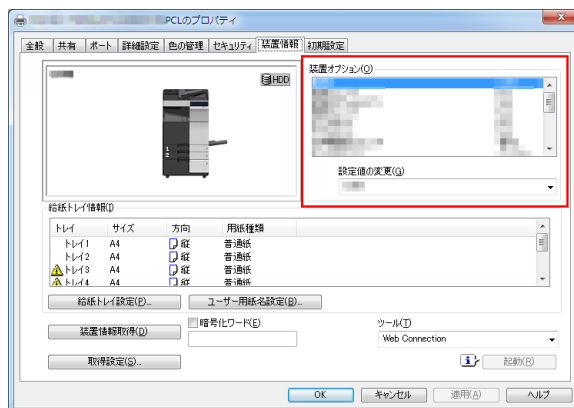 PCLのプロパティ
全般 共有 ポート 詳細設定 色の管理 セキュリティ 装置情報 初期設定
HDD
装置オプション(O)
設定値の変更(G)
給紙トレイ情報(I)
トレイ サイズ 方向 用紙種類
トレイ1 A4 縦 普通紙
トレイ2 A4 縦 普通紙
トレイ3 A4 縦 普通紙
トレイ4 A4 縦 普通紙
給紙トレイ設定(P)... ユーザー用紙名設定(B)...
装置情報取得(D) 暗号化ワード(E) ツール(T)
Web Connection
取得設定(S)... 起動(R)
OK キャンセル 適用(A) ヘルプ